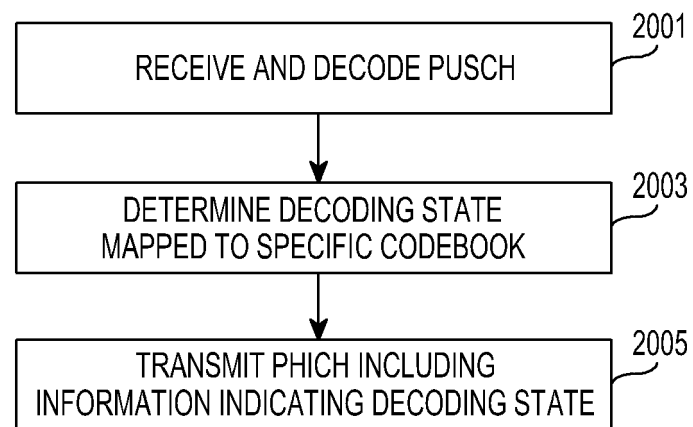 2001
RECEIVE AND DECODE PUSCH
2003
DETERMINE DECODING STATE
MAPPED TO SPECIFIC CODEBOOK
2005
TRANSMIT PHICH INCLUDING
INFORMATION INDICATING DECODING STATE